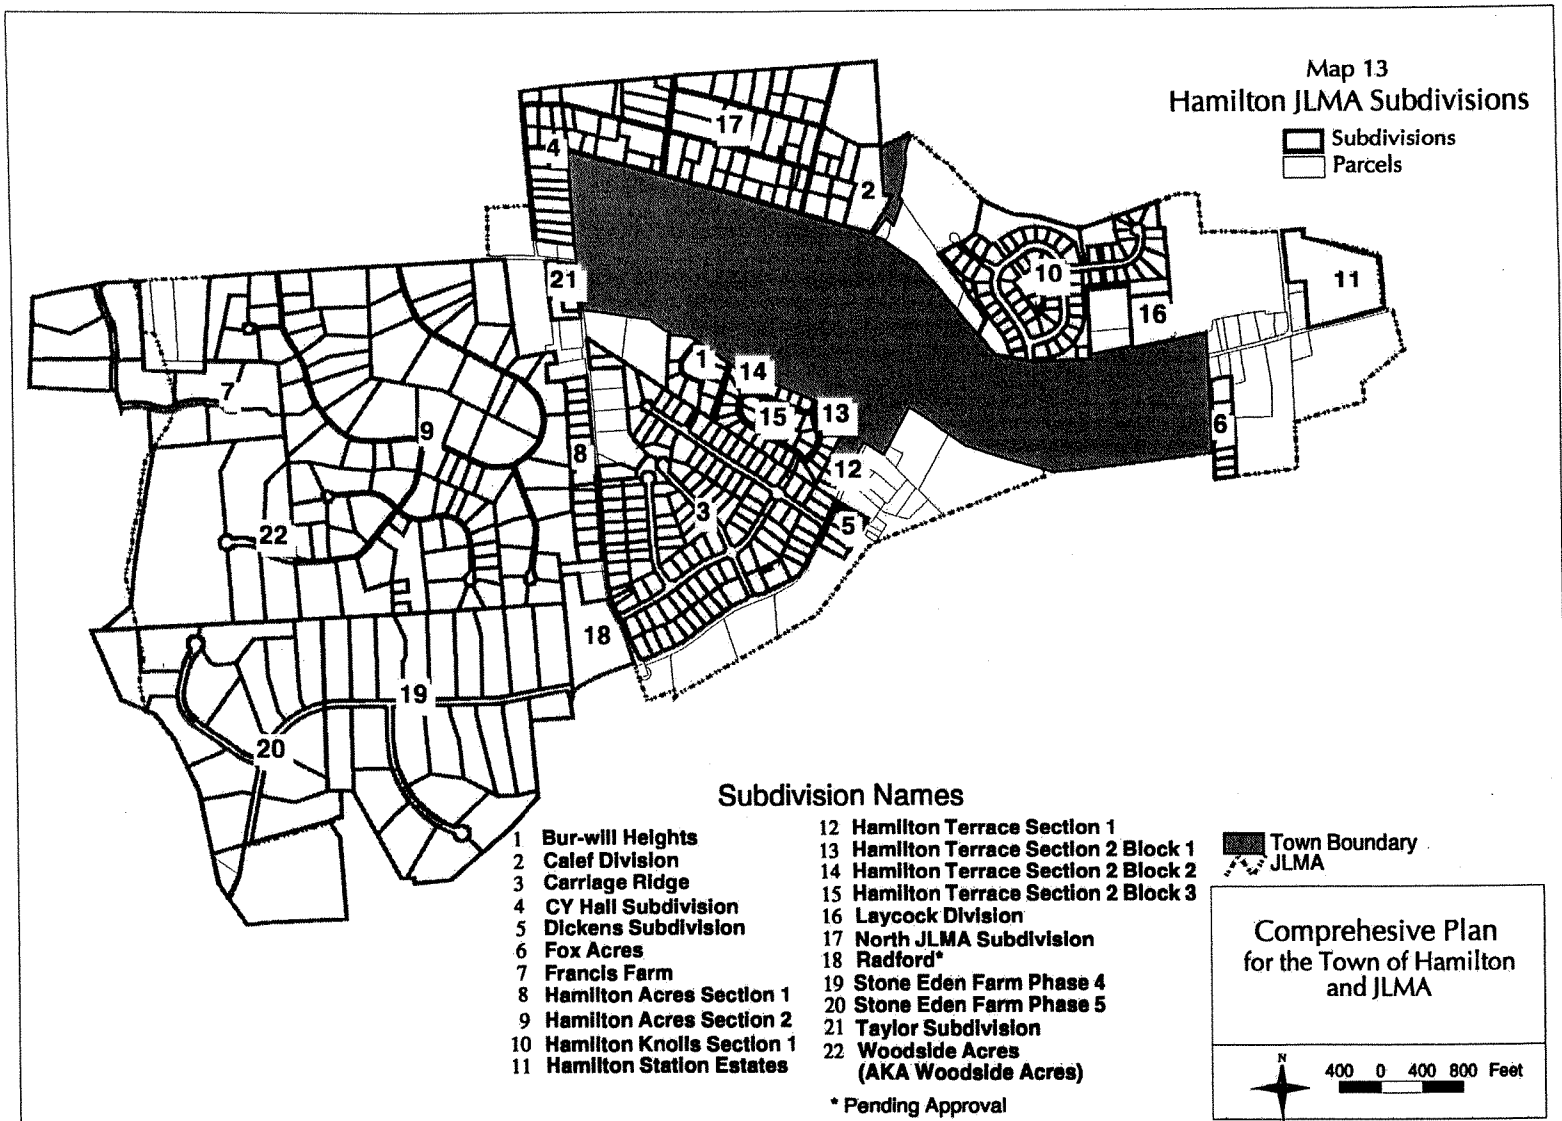 Map 13
Hamilton JLMA Subdivisions
Subdivisions
Parcels
17
4
2
10
11
21
16
1
14
7
15
13
6
9
8
12
3
5
22
18
19
20
Subdivision Names
1 Bur-will Heights
2 Calef Division
3 Carriage Ridge
4 CY Hall Subdivision
5 Dickens Subdivision
6 Fox Acres
7 Francis Farm
8 Hamilton Acres Section 1
9 Hamilton Acres Section 2
10 Hamilton Knolls Section 1
11 Hamilton Station Estates
12 Hamilton Terrace Section 1
13 Hamilton Terrace Section 2 Block 1
14 Hamilton Terrace Section 2 Block 2
15 Hamilton Terrace Section 2 Block 3
16 Laycock Division
17 North JLMA Subdivision
18 Radford*
19 Stone Eden Farm Phase 4
20 Stone Eden Farm Phase 5
21 Taylor Subdivision
22 Woodside Acres
(AKA Woodside Acres)
* Pending Approval
Town Boundary
JLMA
Comprehesive Plan
for the Town of Hamilton
and JLMA
N
400 0 400 800 Feet